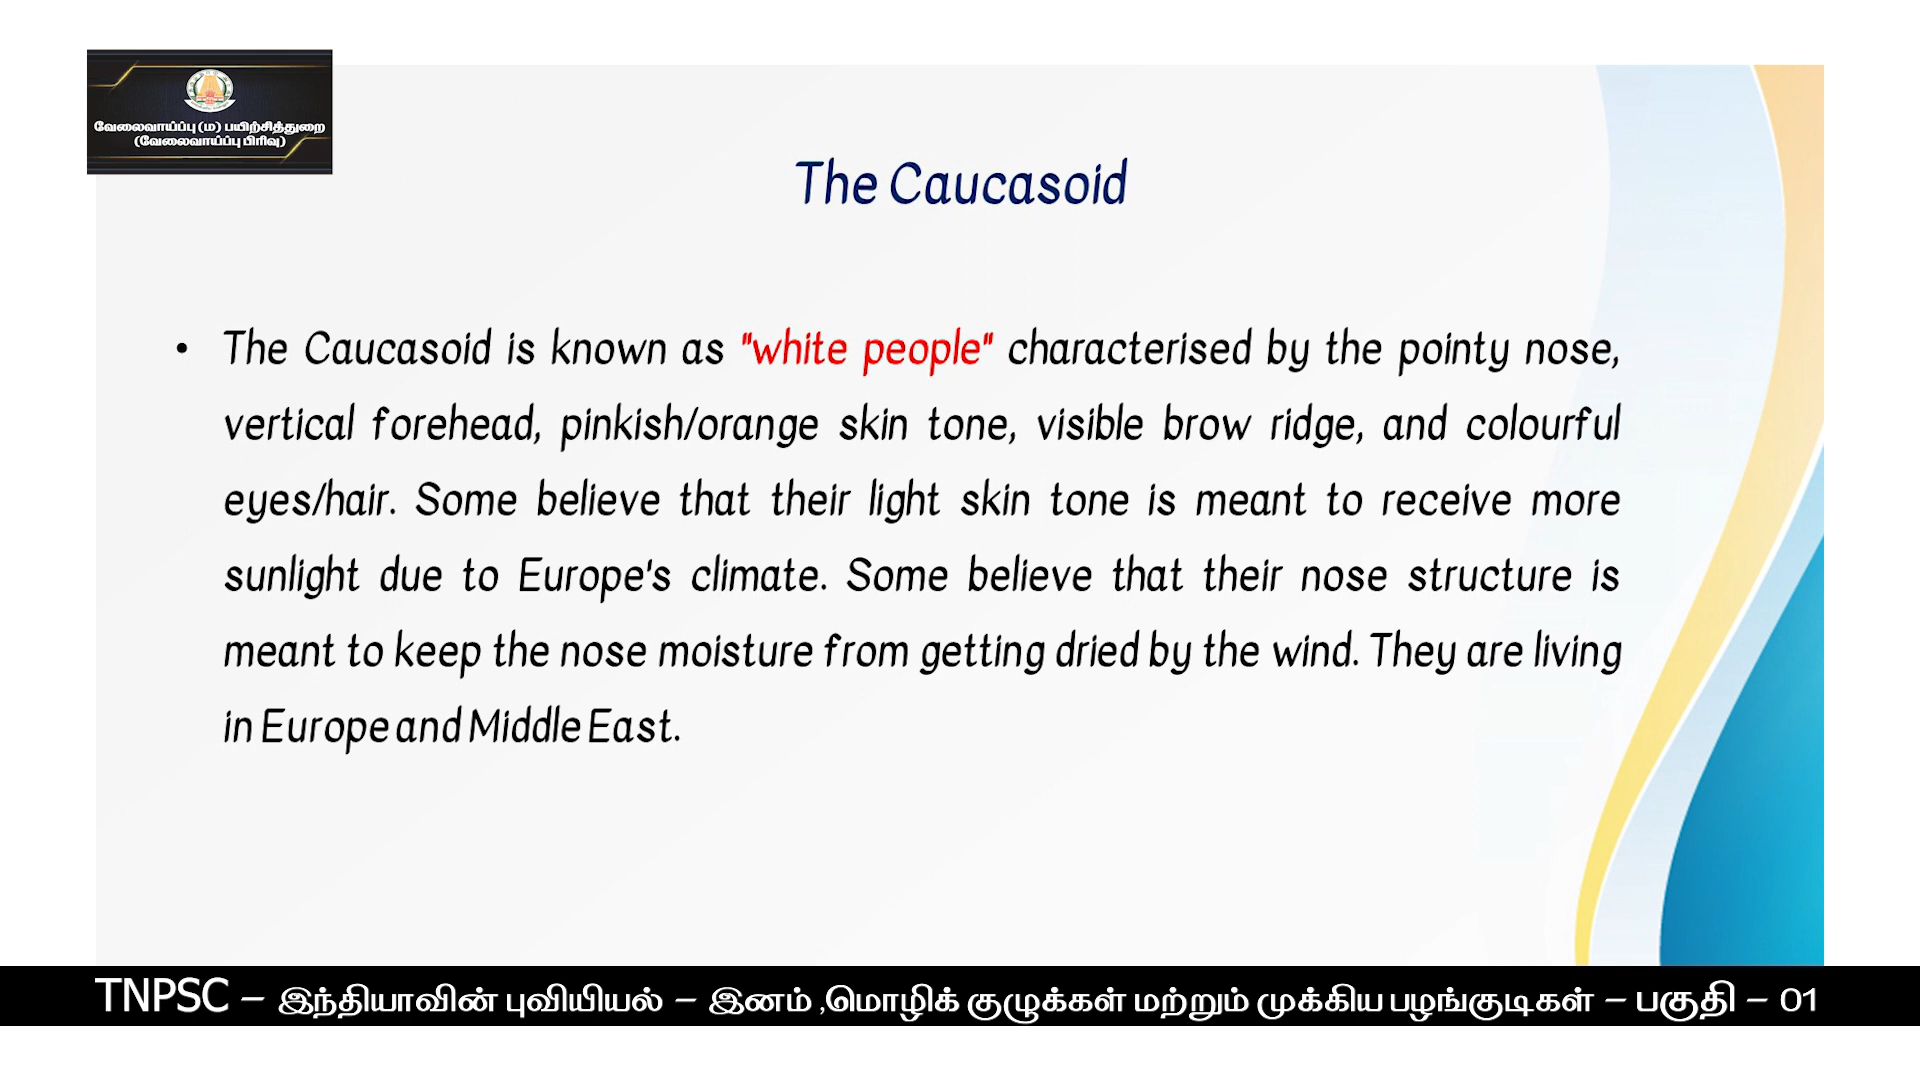 வேலைவாய்ப்பு (ம) பயிற்சித்துறை
(வேலைவாய்ப்பு பிரிவு)
The Caucasoid
• The Caucasoid is known as "white people" characterised by the pointy nose,
vertical forehead, pinkish/orange skin tone, visible brow ridge, and colourful
eyes/hair. Some believe that their light skin tone is meant to receive more
sunlight due to Europe's climate. Some believe that their nose structure is
meant to keep the nose moisture from getting dried by the wind. They are living
in Europe and Middle East.
TNPSC – இந்தியாவின் புவியியல் – இனம் ,மொழிக் குழுக்கள் மற்றும் முக்கிய பழங்குடிகள் – பகுதி – 01